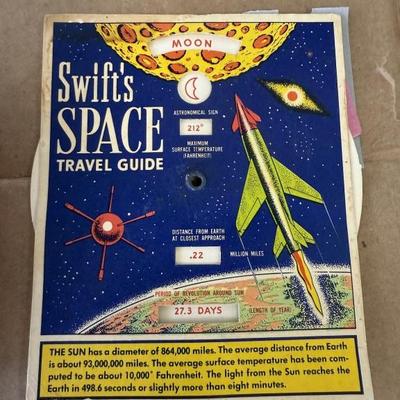 MOON
Swift's
SPACE
TRAVEL GUIDE
ASTRONOMICAL SIGN
212°
MAXIMUM
SURFACE TEMPERATURE
(FAHRENHEIT)
DISTANCE FROM EARTH
AT CLOSEST APPROACH
.22 MILLION MILES
PERIOD OF REVOLUTION AROUND SUN
27.3 DAYS (LENGTH OF YEAR)
THE SUN has a diameter of 864,000 miles. The average distance from Earth
is about 93,000,000 miles. The average surface temperature has been com-
puted to be about 10,000° Fahrenheit. The light from the Sun reaches the
Earth in 498.6 seconds or slightly more than eight minutes.